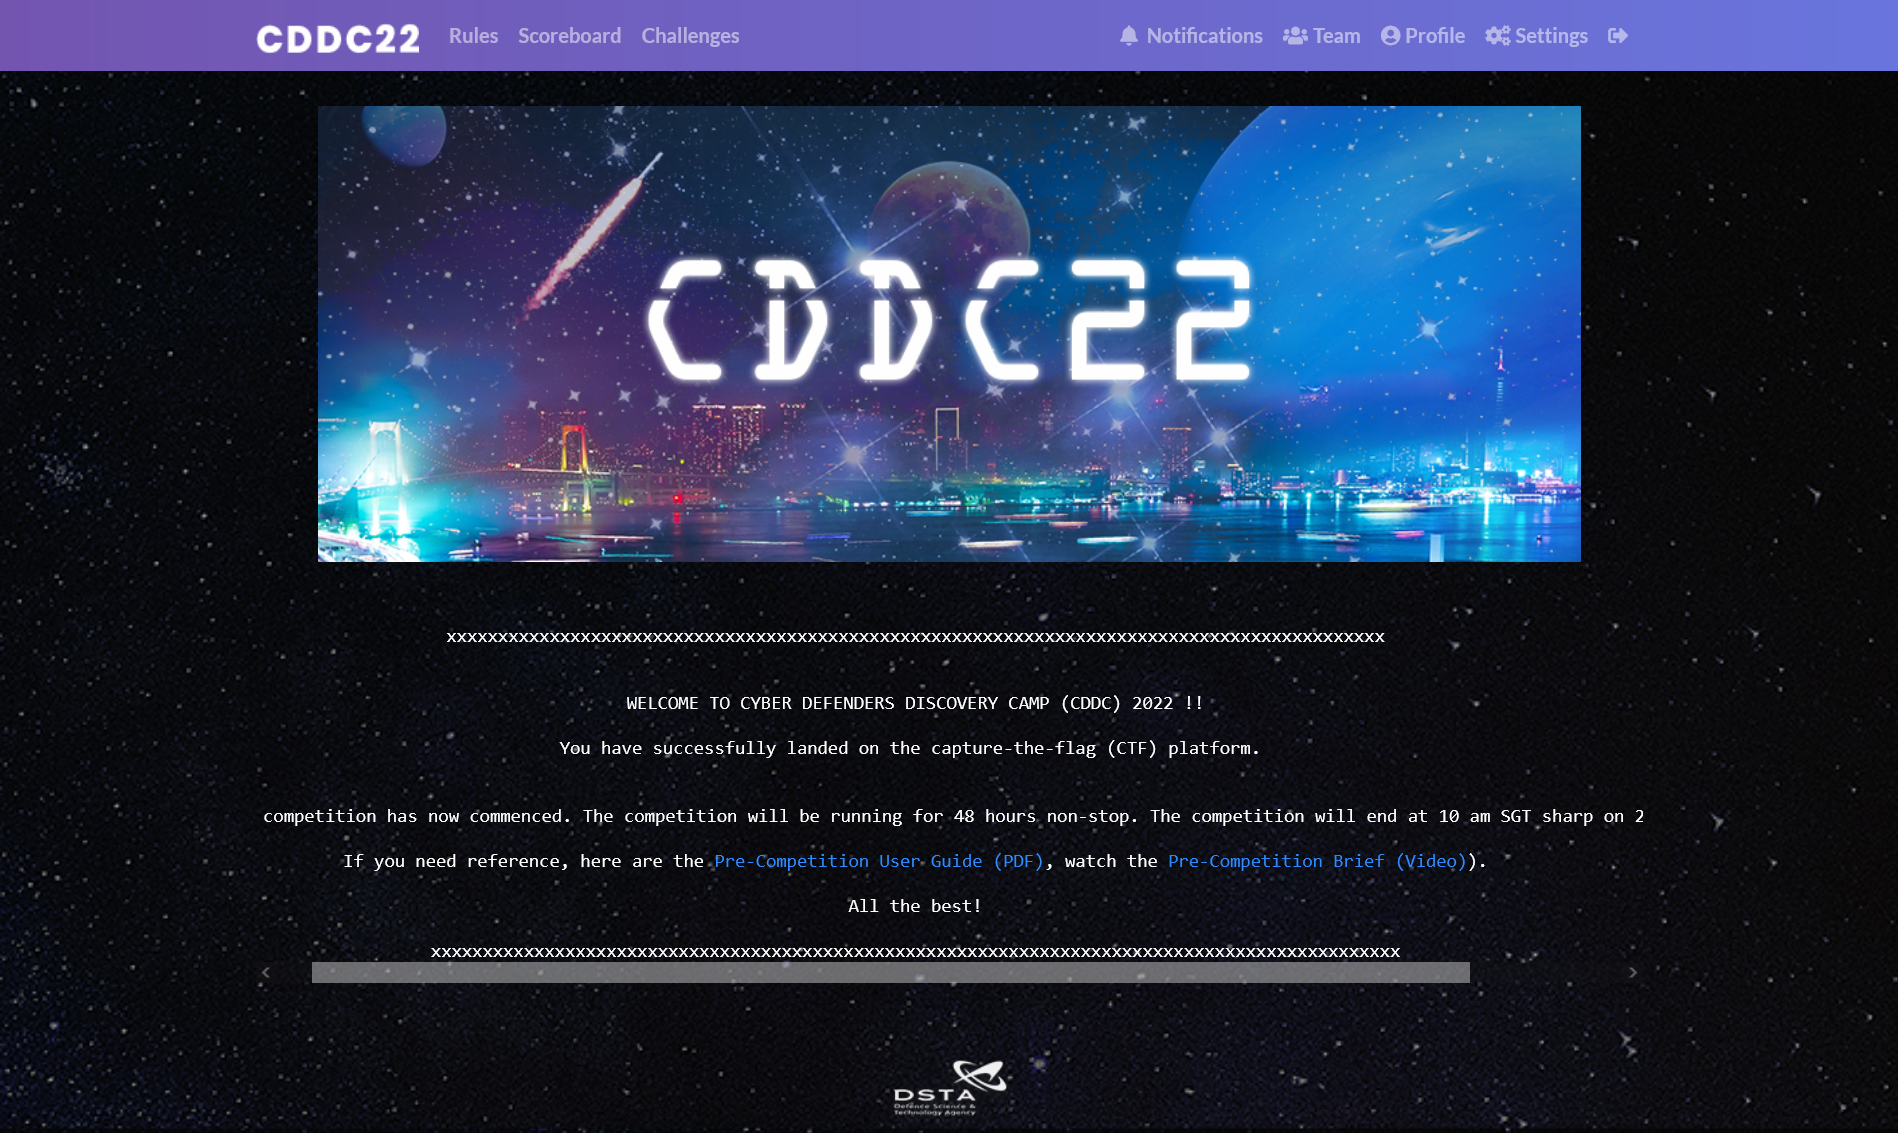 CDDC22 Rules Scoreboard Challenges Notifications Team Profile Settings
CDDC22
xxxxxxxxxxxxxxxxxxxxxxxxxxxxxxxxxxxxxxxxxxxxxxxxxxxxxxxxxxxxxxxxxxxxxxxxxxxxxxxxxxxxxxxxxxx
WELCOME TO CYBER DEFENDERS DISCOVERY CAMP (CDDC) 2022 !!
You have successfully landed on the capture-the-flag (CTF) platform.
competition has now commenced. The competition will be running for 48 hours non-stop. The competition will end at 10 am SGT sharp on 2
If you need reference, here are the Pre-Competition User Guide (PDF), watch the Pre-Competition Brief (Video)).
All the best!
xxxxxxxxxxxxxxxxxxxxxxxxxxxxxxxxxxxxxxxxxxxxxxxxxxxxxxxxxxxxxxxxxxxxxxxxxxxxxxxxxxxxxxxxxxxxxx
DSTA
Defence Science &
Technology Agency